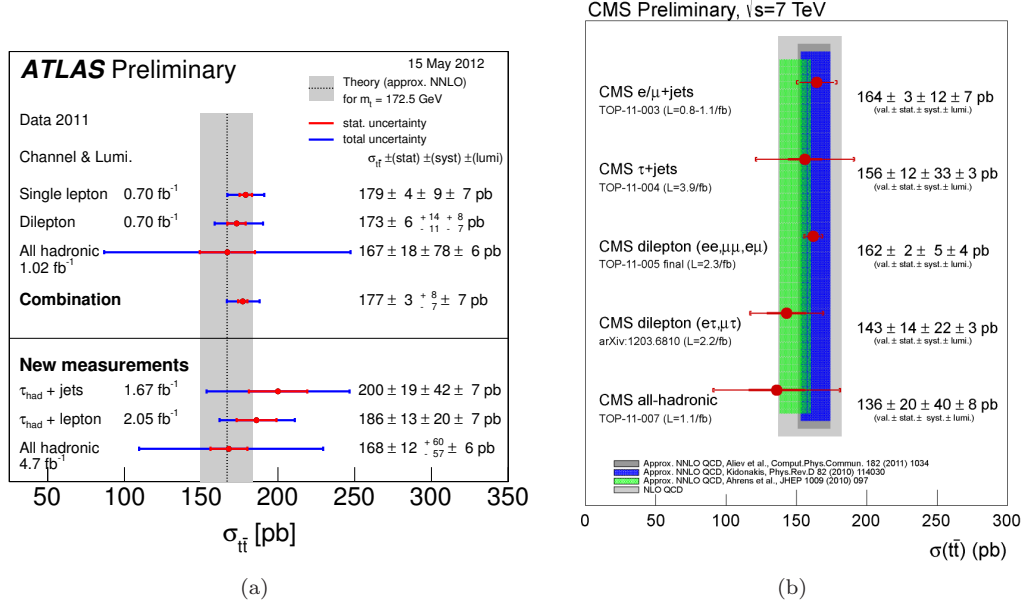 ATLAS Preliminary
15 May 2012
Theory (approx. NNLO)
for mt = 172.5 GeV
stat. uncertainty
total uncertainty
Data 2011
Channel & Lumi.
σtt̄ ±(stat) ±(syst) ±(lumi)
Single lepton 0.70 fb-1 179 ± 4 ± 9 ± 7 pb
Dilepton 0.70 fb-1 173 ± 6 +14 -11 +8 -7 pb
All hadronic 167 ± 18 ± 78 ± 6 pb
1.02 fb-1
Combination 177 ± 3 +8 -7 ± 7 pb
New measurements
τhad + jets 1.67 fb-1 200 ± 19 ± 42 ± 7 pb
τhad + lepton 2.05 fb-1 186 ± 13 ± 20 ± 7 pb
All hadronic 168 ± 12 +60 -57 ± 6 pb
4.7 fb-1
50 100 150 200 250 300 350
σtt̄ [pb]
(a)
CMS Preliminary, √s=7 TeV
CMS e/μ+jets
TOP-11-003 (L=0.8-1.1/fb)
164 ± 3 ± 12 ± 7 pb
(val. ± stat. ± syst. ± lumi.)
CMS τ+jets
TOP-11-004 (L=3.9/fb)
156 ± 12 ± 33 ± 3 pb
(val. ± stat. ± syst. ± lumi.)
CMS dilepton (ee,μμ,eμ)
TOP-11-005 final (L=2.3/fb)
162 ± 2 ± 5 ± 4 pb
(val. ± stat. ± syst. ± lumi.)
CMS dilepton (eτ,μτ)
arXiv:1203.6810 (L=2.2/fb)
143 ± 14 ± 22 ± 3 pb
(val. ± stat. ± syst. ± lumi.)
CMS all-hadronic
TOP-11-007 (L=1.1/fb)
136 ± 20 ± 40 ± 8 pb
(val. ± stat. ± syst. ± lumi.)
Approx. NNLO QCD, Aliev et al., Comput.Phys.Commun. 182 (2011) 1034
Approx. NNLO QCD, Kidonakis, Phys.Rev.D 82 (2010) 114030
Approx. NNLO QCD, Ahrens et al., JHEP 1009 (2010) 097
NLO QCD
0 50 100 150 200 250 300
σ(tt̄) (pb)
(b)